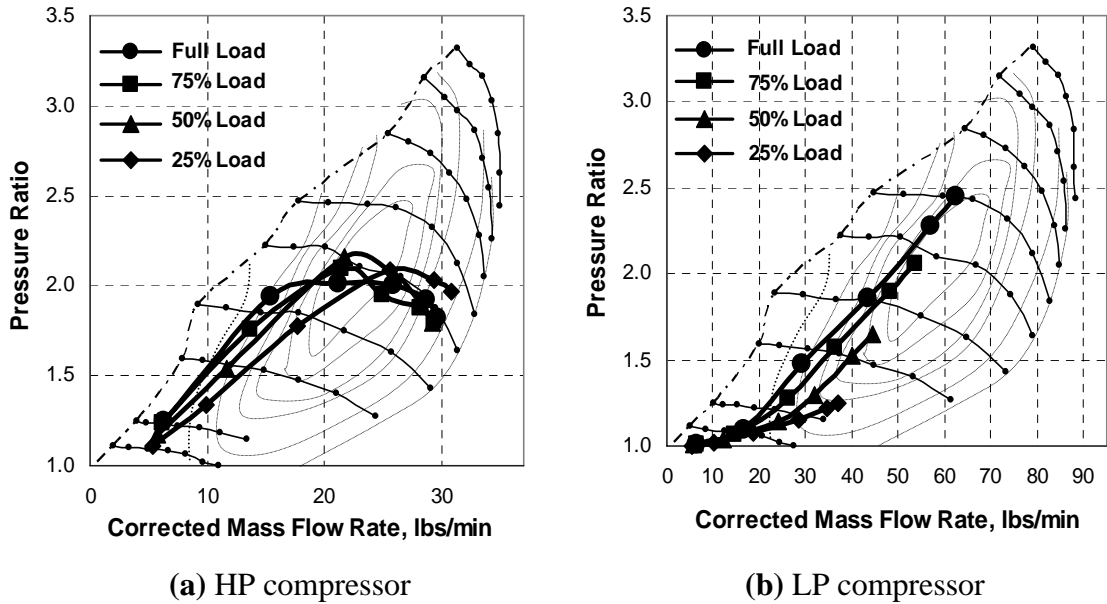 3.5
3.0
2.5
2.0
1.5
1.0
Pressure Ratio
Full Load
75% Load
50% Load
25% Load
0
10
20
30
Corrected Mass Flow Rate, lbs/min
(a) HP compressor
3.5
3.0
2.5
2.0
1.5
1.0
Pressure Ratio
Full Load
75% Load
50% Load
25% Load
0
10
20
30
40
50
60
70
80
90
Corrected Mass Flow Rate, lbs/min
(b) LP compressor